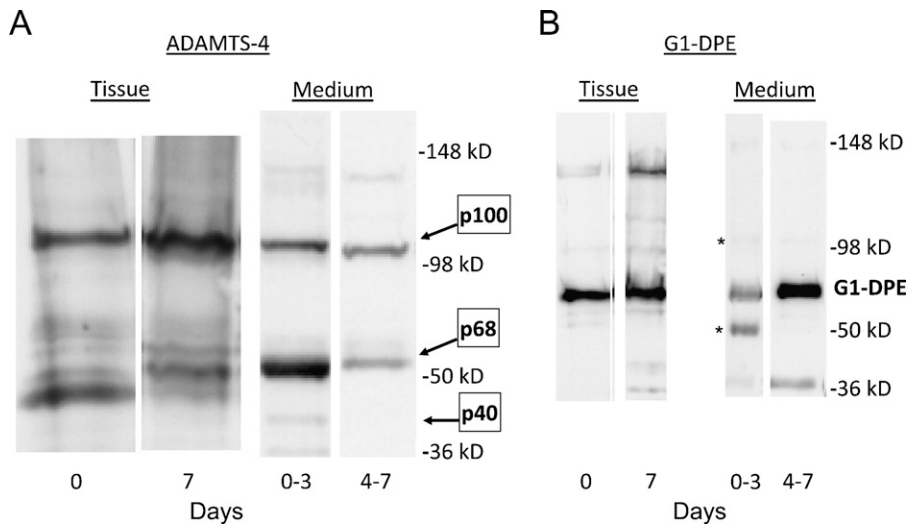 A
ADAMTS-4
Tissue
Medium
-148 kD
p100
-98 kD
p68
-50 kD
p40
-36 kD
0
7
0-3
4-7
Days
B
G1-DPE
Tissue
Medium
-148 kD
*
-98 kD
G1-DPE
*
-50 kD
-36 kD
0
7
0-3
4-7
Days